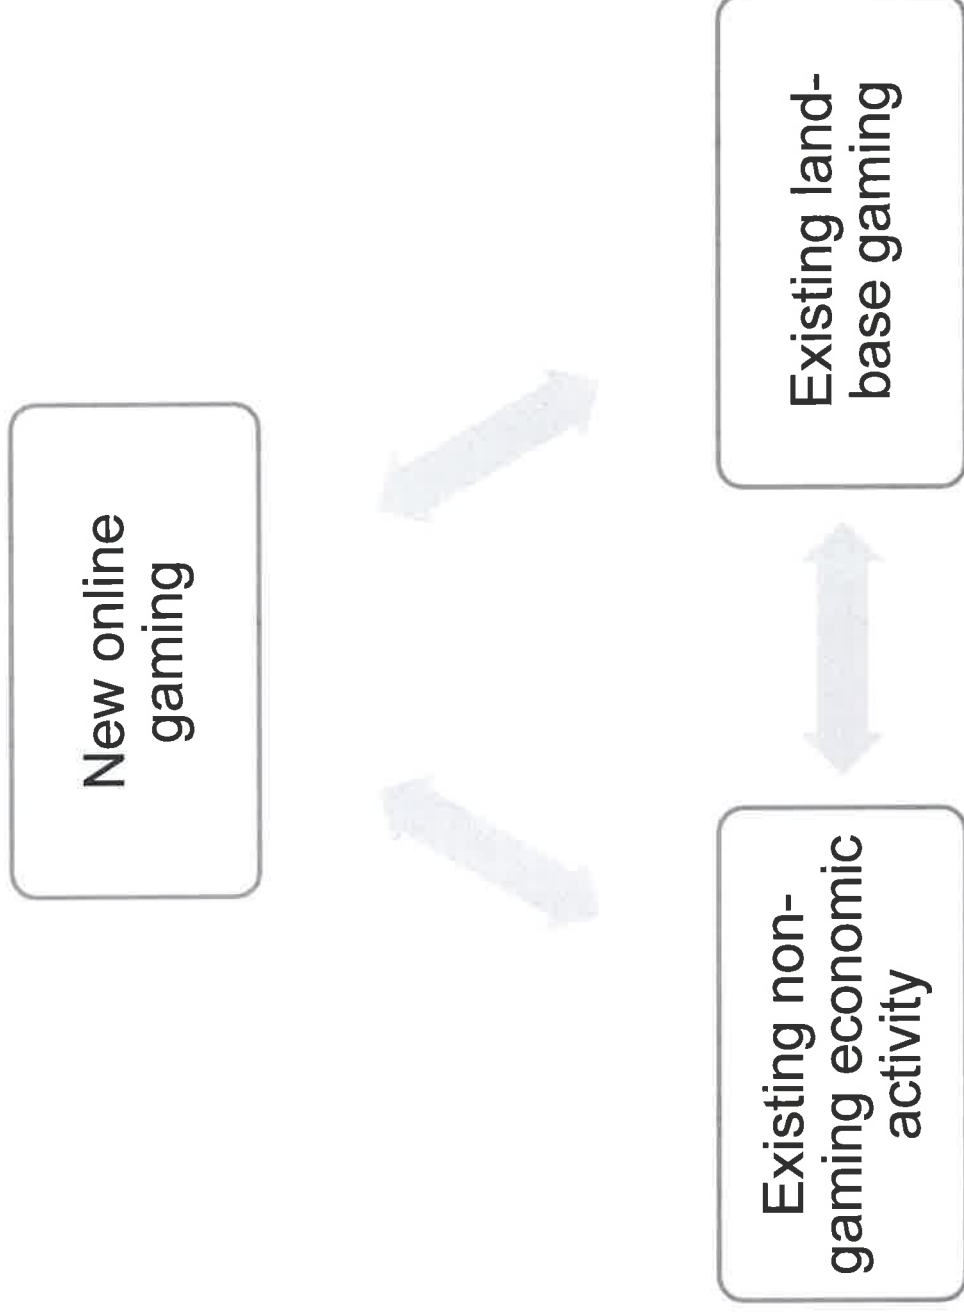 New online
gaming
Existing non-
gaming economic
activity
Existing land-
base gaming